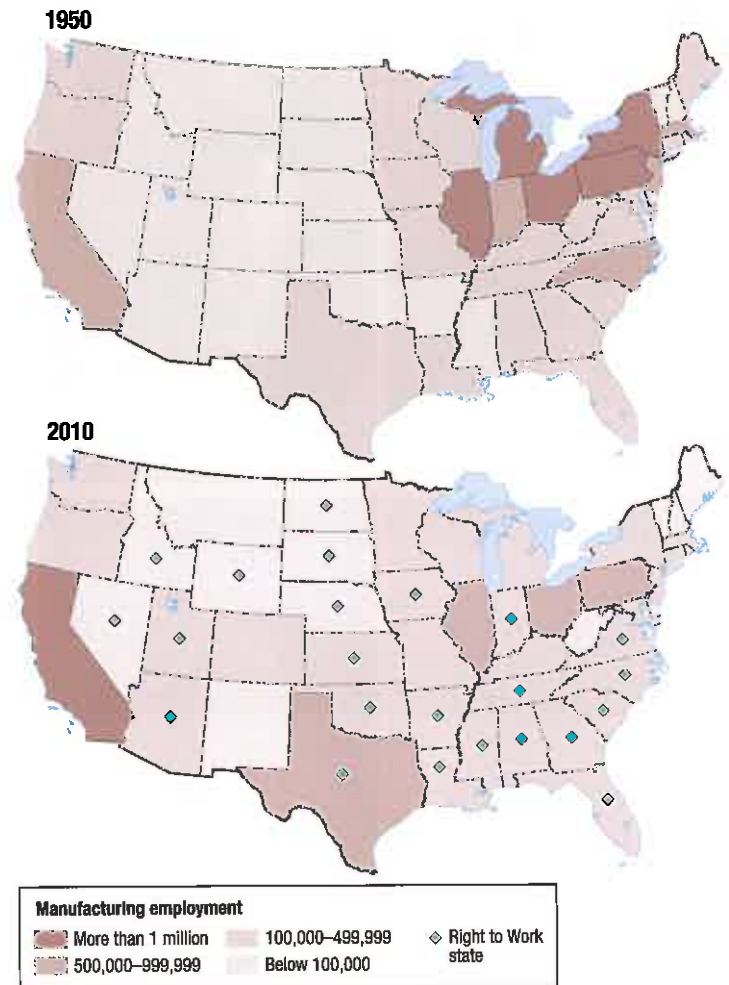 1950
2010
Manufacturing employment
More than 1 million
500,000–999,999
100,000–499,999
Below 100,000
Right to Work
state